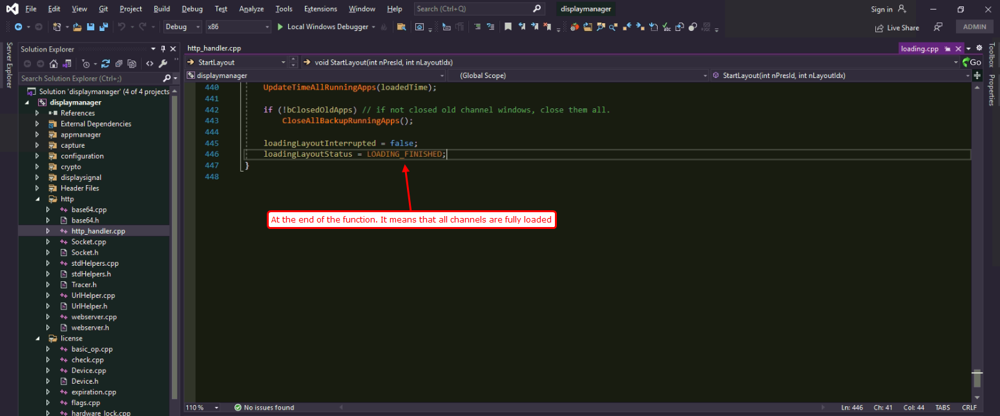 File Edit View Git Project Build Debug Test Analyze Tools Extensions Window Help Search (Ctrl+Q) displaymanager Sign in
Debug x86 Local Windows Debugger Live Share ADMIN
Server Explorer
Solution Explorer
Search Solution Explorer (Ctrl+;)
Solution 'displaymanager' (4 of 4 projects
displaymanager
References
External Dependencies
appmanager
capture
configuration
crypto
displaysignal
Header Files
http
base64.cpp
base64.h
http_handler.cpp
Socket.cpp
Socket.h
stdHelpers.cpp
stdHelpers.h
Tracer.h
UrlHelper.cpp
UrlHelper.h
webserver.cpp
webserver.h
license
basic_op.cpp
check.cpp
Device.cpp
Device.h
expiration.cpp
flags.cpp
hardware_lock.cpp
http_handler.cpp loading.cpp
StartLayout void StartLayout(int nPresId, int nLayoutIdx) Go
displaymanager (Global Scope) StartLayout(int nPresId, int nLayoutIdx)
440 UpdateTimeAllRunningApps(loadedTime);
441
442 if (!bClosedOldApps) // if not closed old channel windows, close them all.
443 CloseAllBackupRunningApps();
444
445 loadingLayoutInterrupted = false;
446 loadingLayoutStatus = LOADING_FINISHED;
447 }
448
At the end of the function. It means that all channels are fully loaded
110 % No issues found Ln: 446 Ch: 41 Col: 44 TABS CRLF
Toolbox
Properties